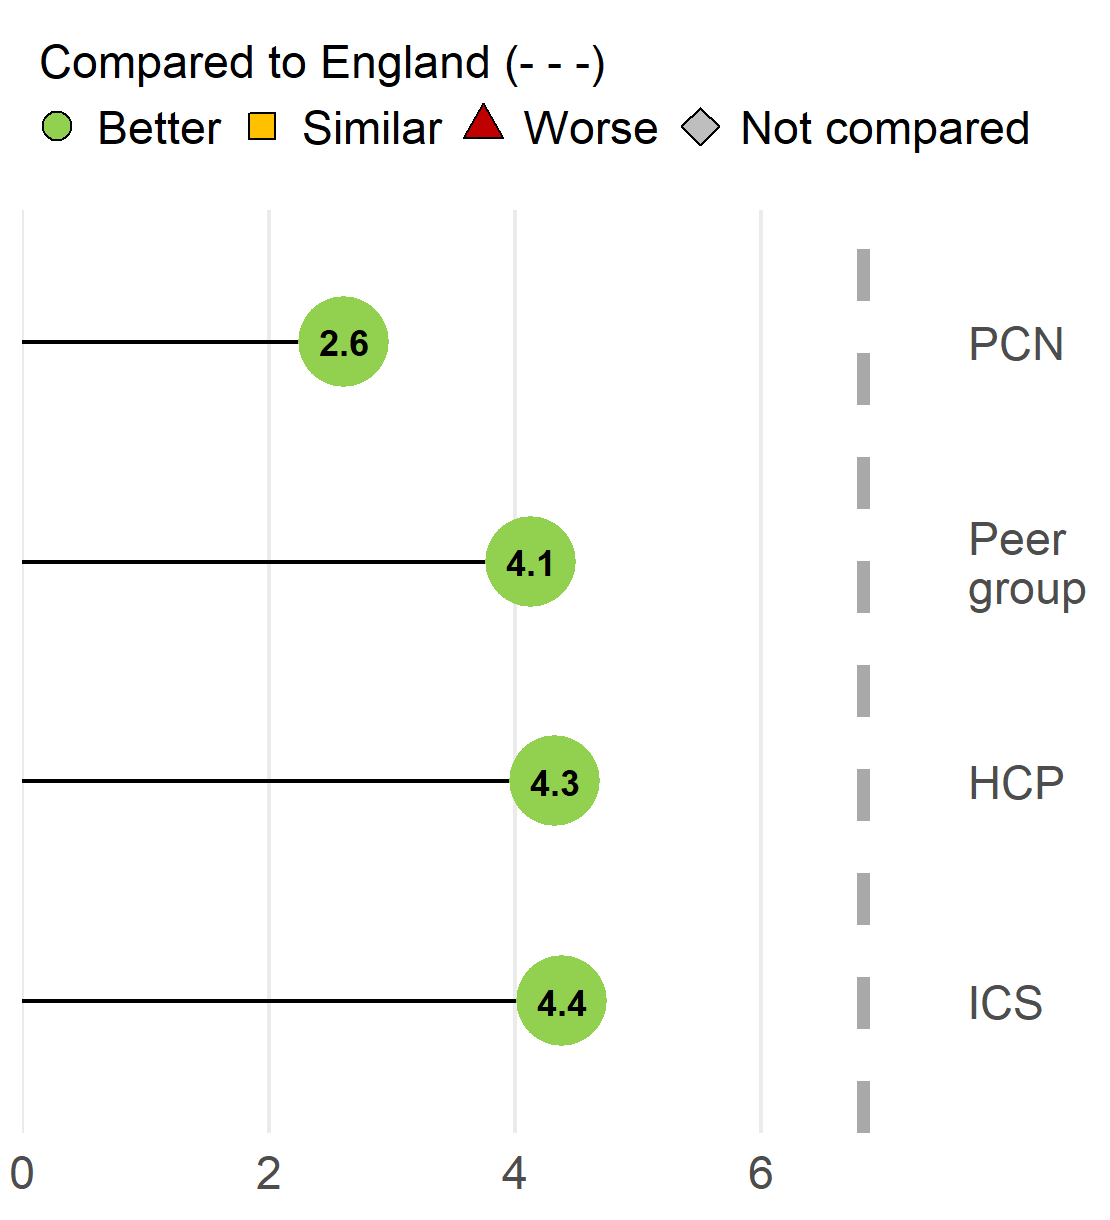 Compared to England (- - -)
Better Similar Worse Not compared
2.6 PCN
4.1 Peer
group
4.3 HCP
4.4 ICS
0 2 4 6